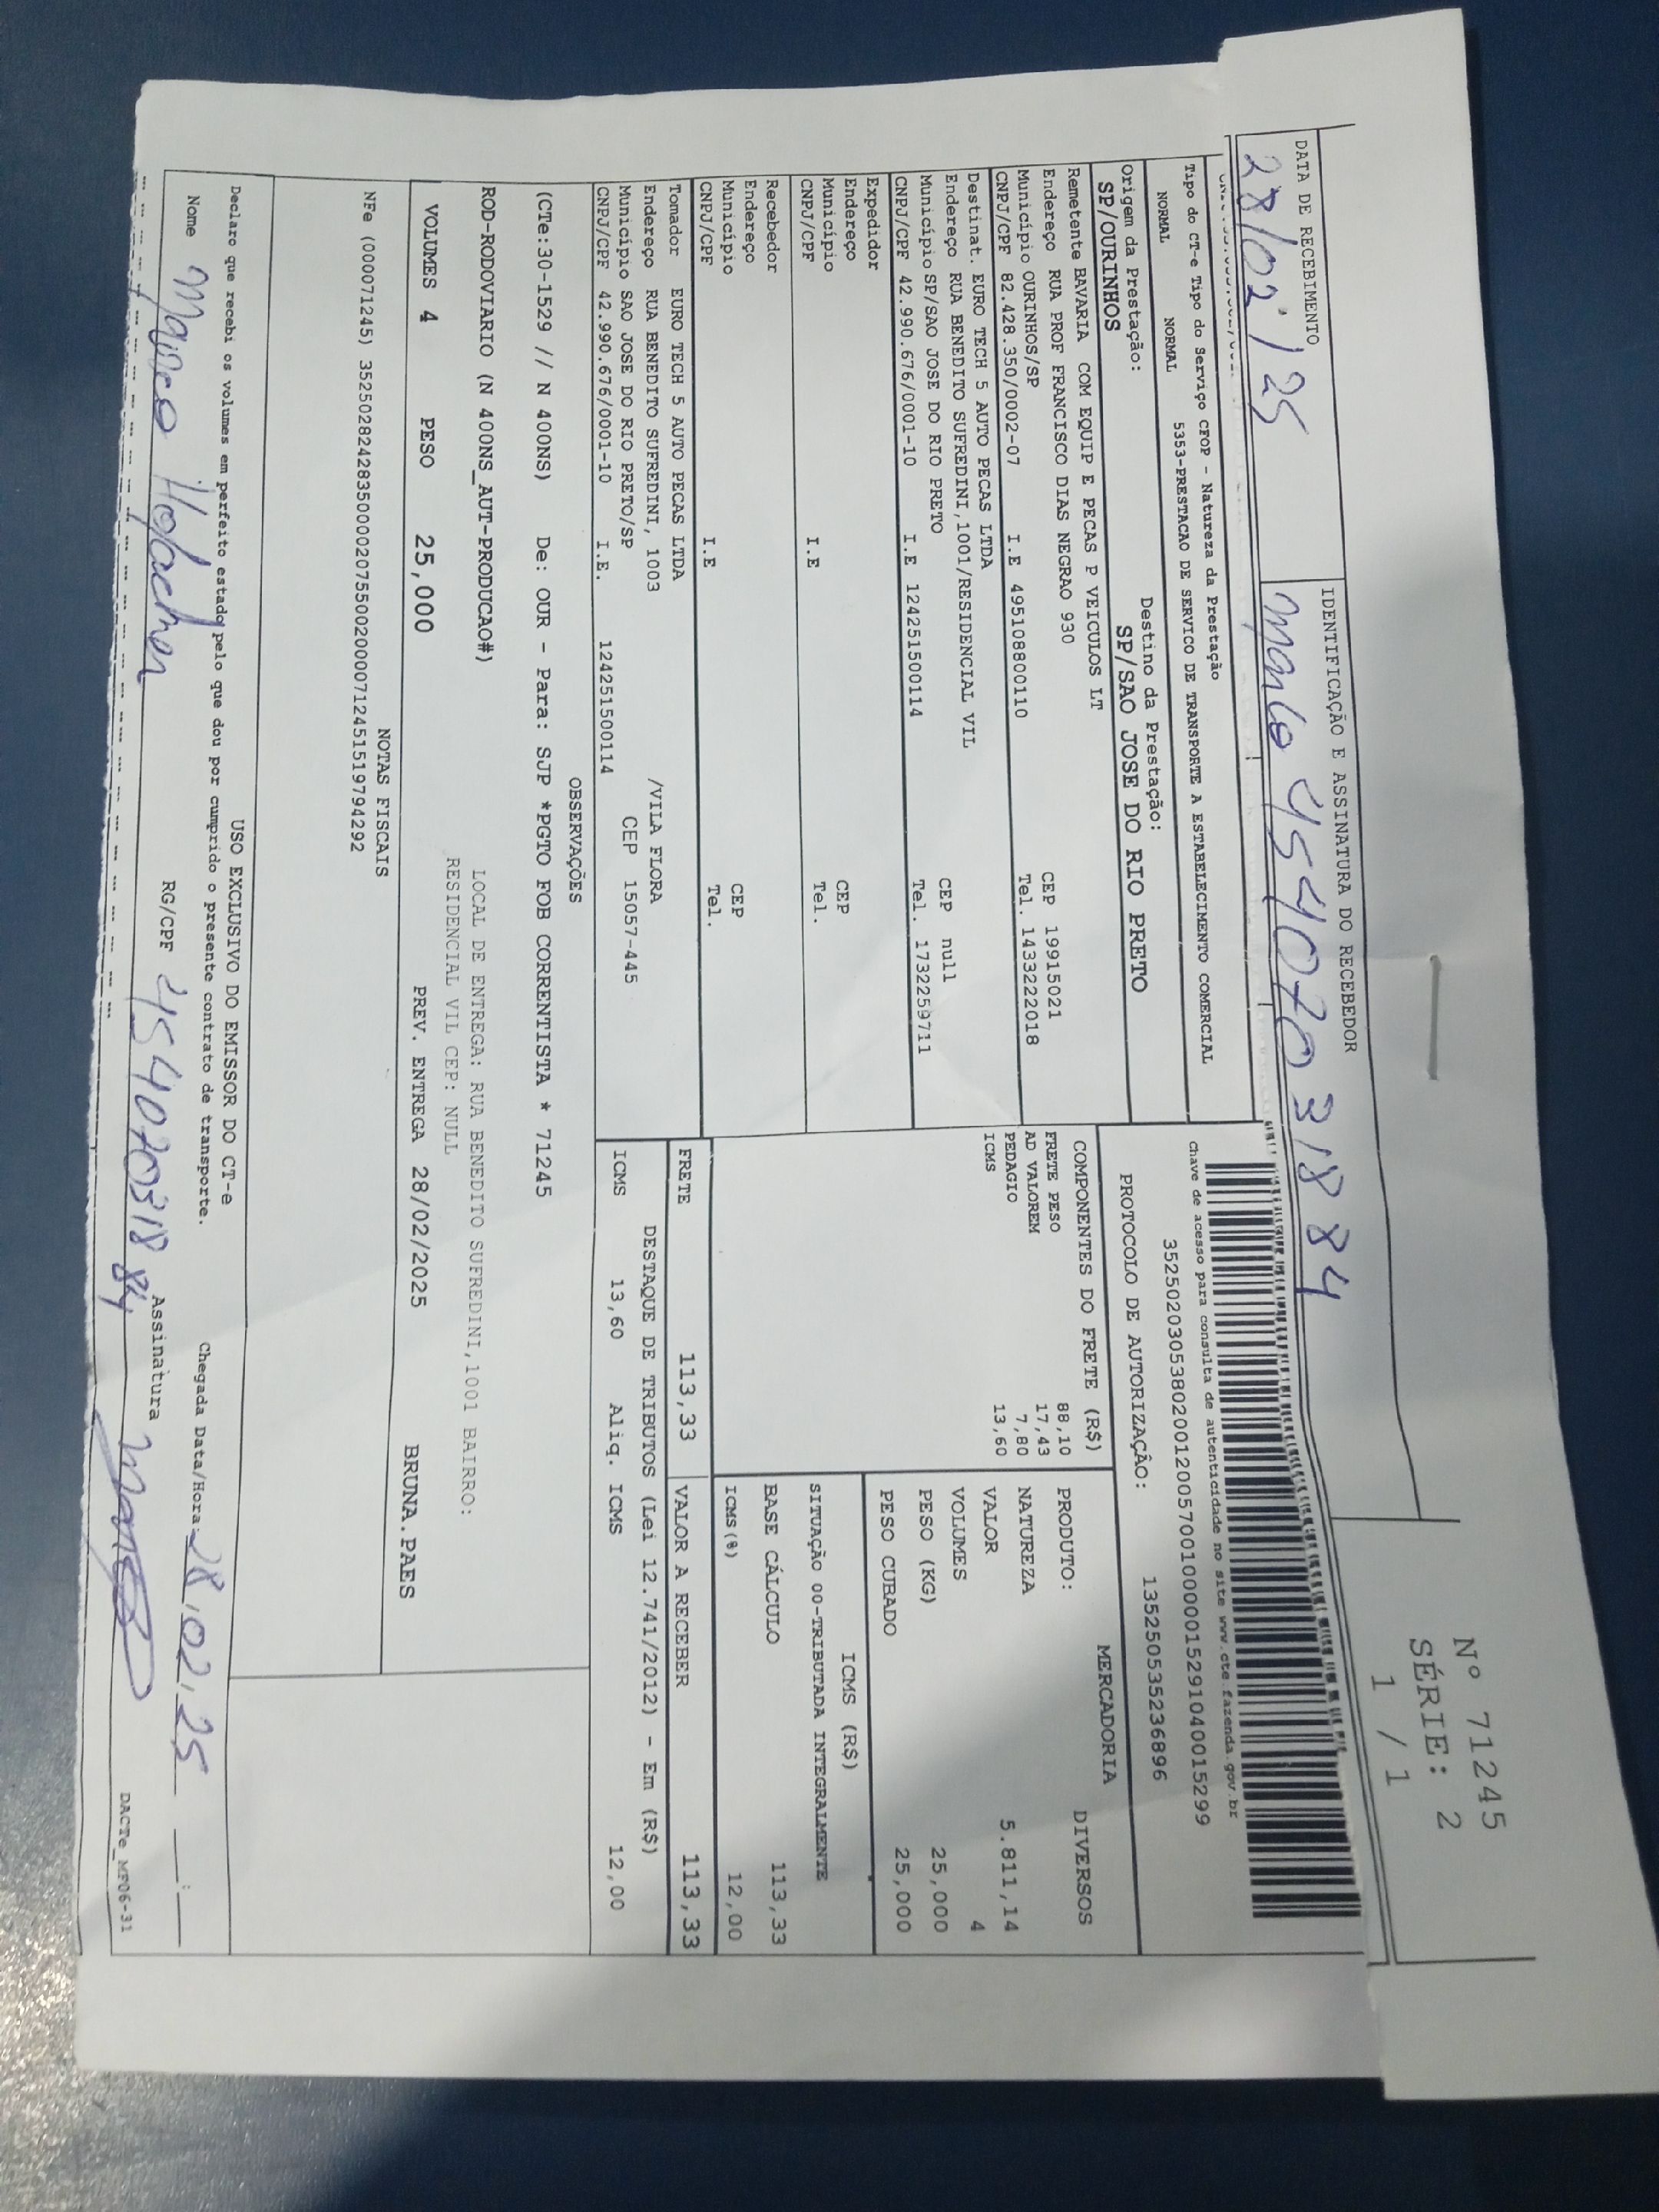 Nº 71245
SÉRIE: 2
1 / 1
DATA DE RECEBIMENTO
IDENTIFICAÇÃO E ASSINATURA DO RECEBEDOR
28/02/25
45407031884
Tipo do CT-e Tipo do Serviço CFOP - Natureza da Prestação
NORMAL NORMAL 5353-PRESTACAO DE SERVICO DE TRANSPORTE A ESTABELECIMENTO COMERCIAL
Chave de acesso para consulta de autenticidade no site www.cte.fazenda.gov.br
35250203053802001200570010000015291040015299
Origem da Prestação: Destino da Prestação:
SP/OURINHOS SP/SAO JOSE DO RIO PRETO
PROTOCOLO DE AUTORIZAÇÃO: 135250535236896
Remetente BAVARIA COM EQUIP E PECAS P VEICULOS LT
Endereço RUA PROF FRANCISCO DIAS NEGRAO 930 CEP 19915021
Município OURINHOS/SP Tel. 1433222018
CNPJ/CPF 82.428.350/0002-07 I.E 495108800110
Destinat. EURO TECH 5 AUTO PECAS LTDA
Endereço RUA BENEDITO SUFREDINI,1001/RESIDENCIAL VIL CEP null
Município SP/SAO JOSE DO RIO PRETO Tel. 1732259711
CNPJ/CPF 42.990.676/0001-10 I.E 124251500114
Expedidor
Endereço CEP
Município Tel.
CNPJ/CPF I.E
Recebedor
Endereço CEP
Município Tel.
CNPJ/CPF I.E
COMPONENTES DO FRETE (R$)
FRETE PESO 88,10
AD VALOREM 17,43
PEDAGIO 7,80
ICMS 13,60
MERCADORIA
PRODUTO: DIVERSOS
NATUREZA
VALOR 5.811,14
VOLUMES 4
PESO (KG) 25,000
PESO CUBADO 25,000
ICMS (R$)
SITUAÇÃO 00-TRIBUTADA INTEGRALMENTE
BASE CÁLCULO 113,33
ICMS(%) 12,00
Tomador EURO TECH 5 AUTO PECAS LTDA
Endereço RUA BENEDITO SUFREDINI, 1003 /VILA FLORA
Município SAO JOSE DO RIO PRETO/SP CEP 15057-445
CNPJ/CPF 42.990.676/0001-10 I.E. 124251500114
FRETE 113,33 VALOR A RECEBER 113,33
DESTAQUE DE TRIBUTOS (Lei 12.741/2012) - Em (R$)
ICMS 13,60 Aliq. ICMS 12,00
OBSERVAÇÕES
(CTe:30-1529 // N 400NS) De: OUR - Para: SJP *PGTO FOB CORRENTISTA * 71245
ROD-RODOVIARIO (N 400NS_AUT-PRODUCAO#)
LOCAL DE ENTREGA: RUA BENEDITO SUFREDINI,1001 BAIRRO:
RESIDENCIAL VIL CEP: NULL
VOLUMES 4 PESO 25,000 PREV. ENTREGA 28/02/2025 BRUNA.PAES
NOTAS FISCAIS
NFe (000071245) 35250282428350000207550020000712451519794292
USO EXCLUSIVO DO EMISSOR DO CT-e
Declaro que recebi os volumes em perfeito estado pelo que dou por cumprido o presente contrato de transporte.
Chegada Data/Hora: 28.02.25 __:__
Nome RG/CPF 45407031884 Assinatura
DACTe_MF06-31